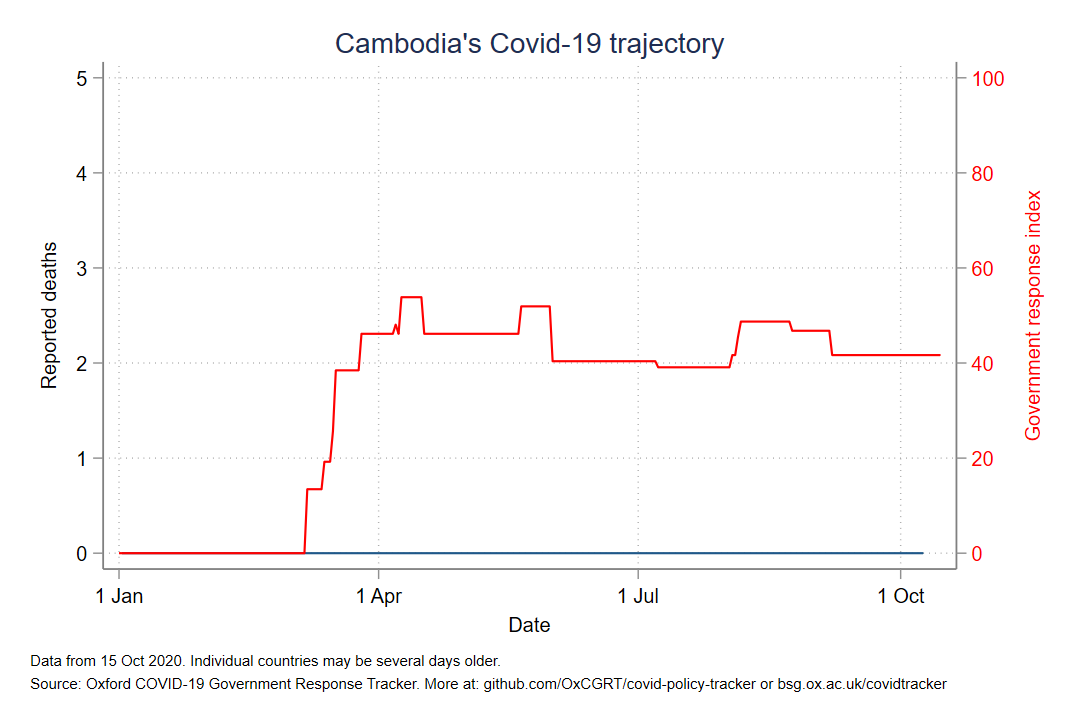 Cambodia's Covid-19 trajectory
5
4
3
2
1
0
Reported deaths
100
80
60
40
20
0
Government response index
1 Jan
1 Apr
1 Jul
1 Oct
Date
Data from 15 Oct 2020. Individual countries may be several days older.
Source: Oxford COVID-19 Government Response Tracker. More at: github.com/OxCGRT/covid-policy-tracker or bsg.ox.ac.uk/covidtracker